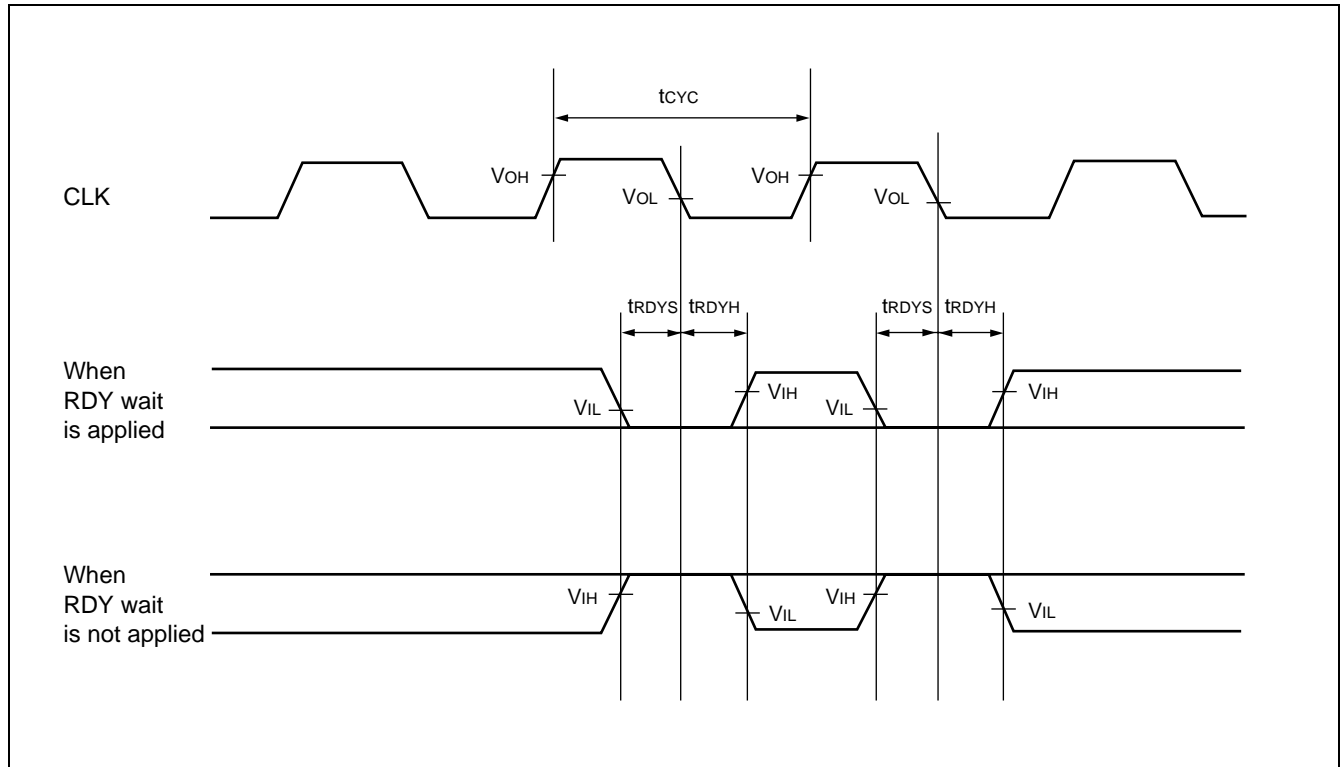 tCYC
VOH
VOL
VOH
VOL
CLK
tRDYS
tRDYH
tRDYS
tRDYH
When
RDY wait
is applied
VIL
VIH
VIL
VIH
When
RDY wait
is not applied
VIH
VIL
VIH
VIL